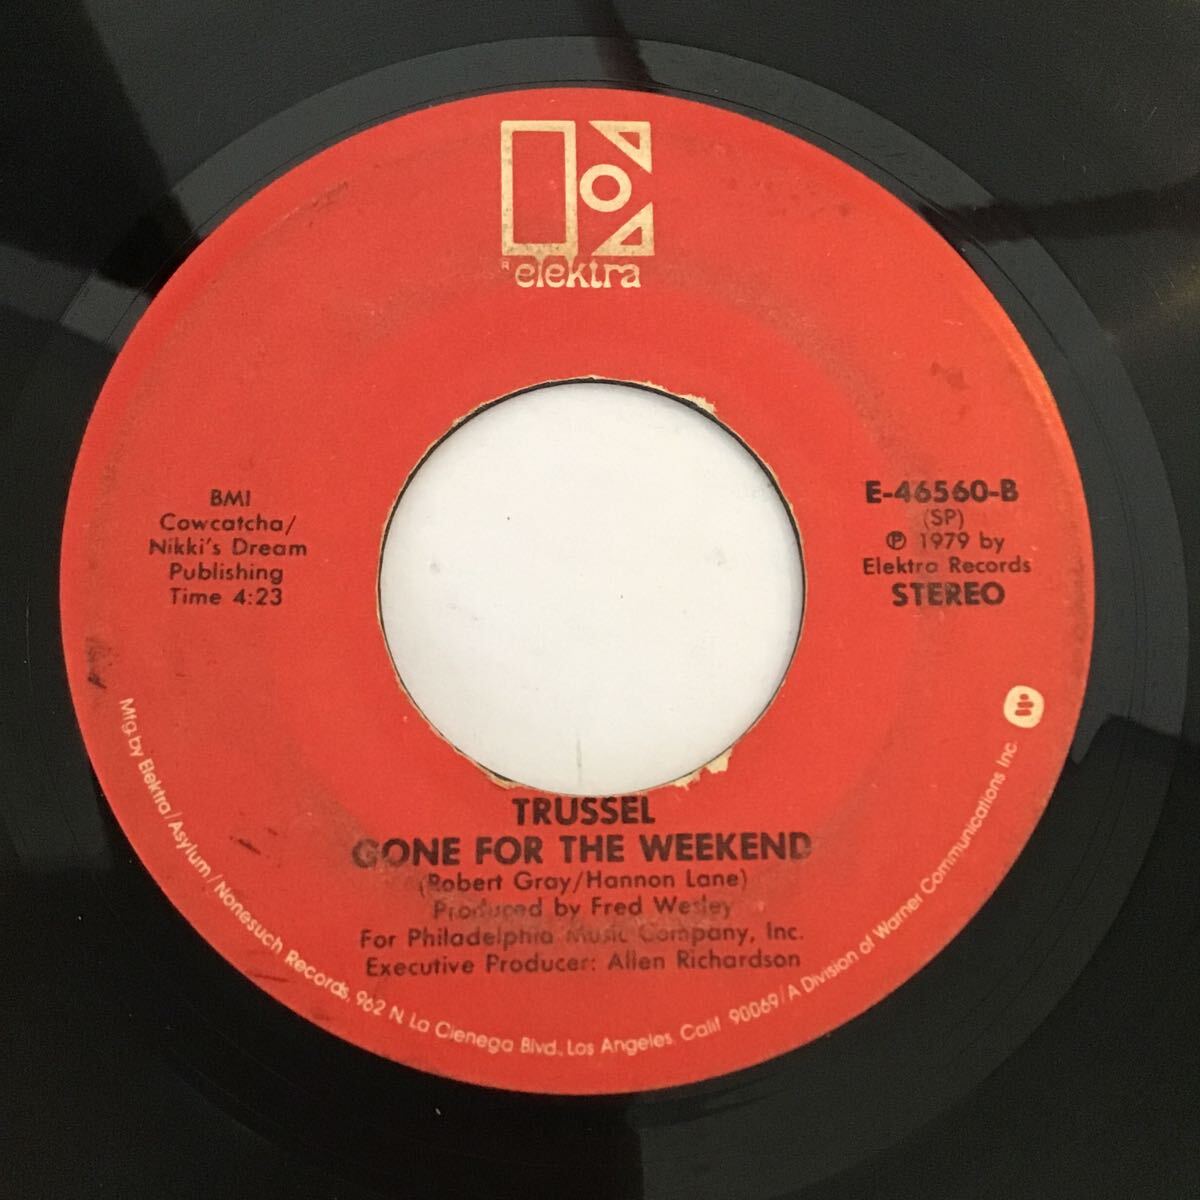 elektra
BMI
Cowcatcha/
Nikki's Dream
Publishing
Time 4:23
E-46560-B
(SP)
℗ 1979 by
Elektra Records
STEREO
TRUSSEL
GONE FOR THE WEEKEND
(Robert Gray/Hannon Lane)
Produced by Fred Wesley
For Philadelphia Music Company, Inc.
Executive Producer: Allen Richardson
Mfg. by Elektra/Asylum/Nonesuch Records, 962 N. La Cienega Blvd., Los Angeles, Calif 90069/A Division of Warner Communications Inc.